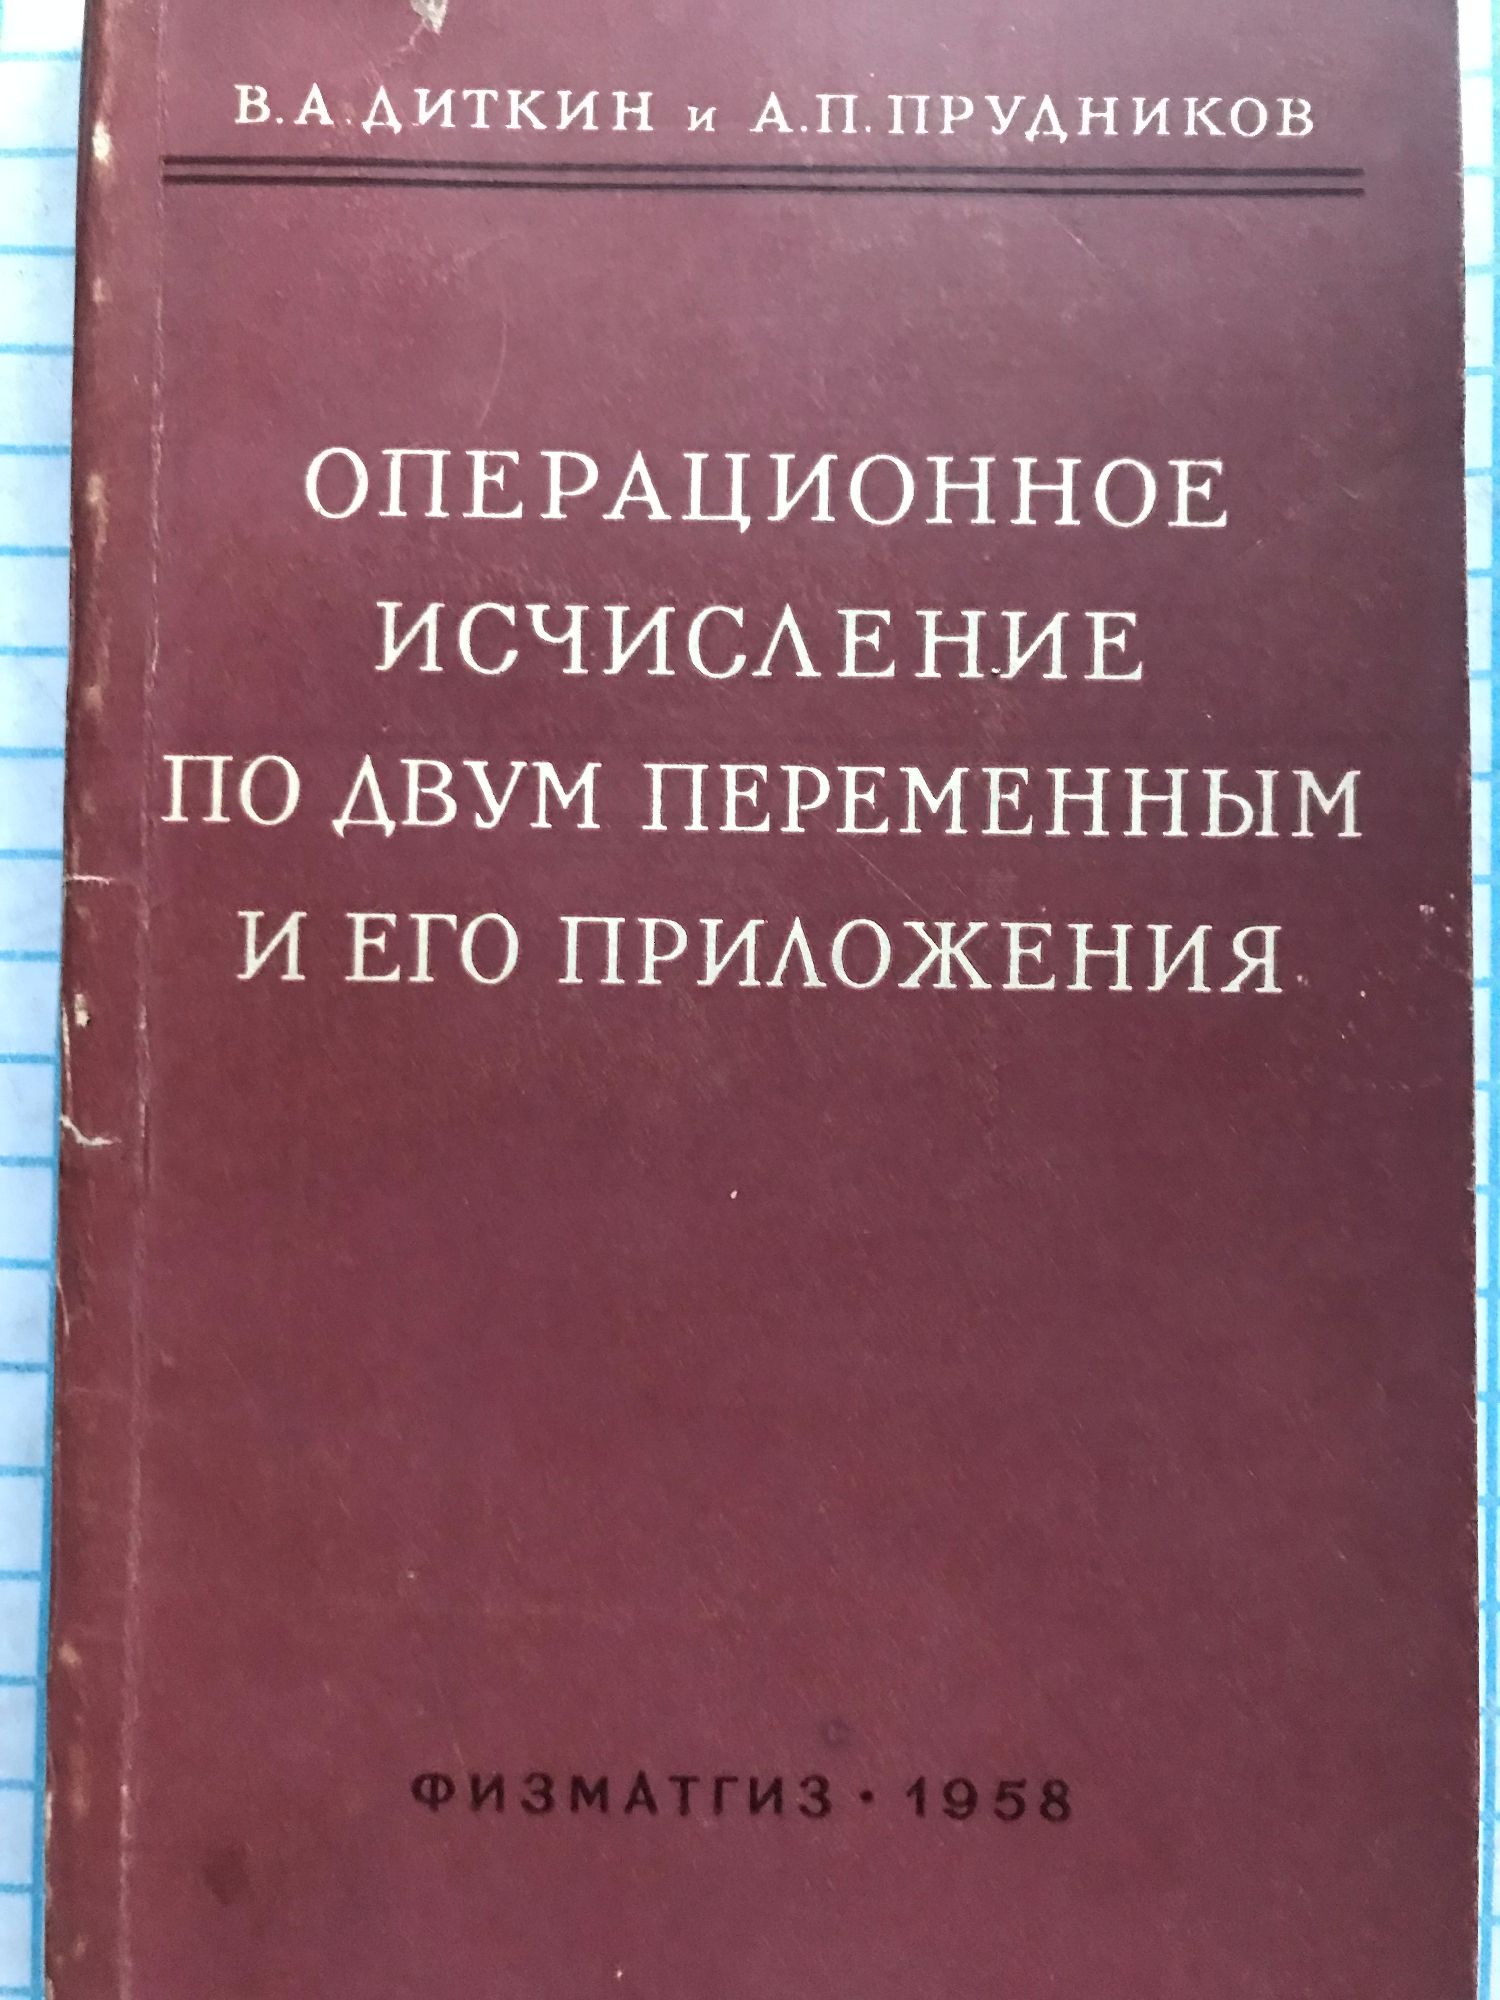 В. А. ДИТКИН и А. П. ПРУДНИКОВ
ОПЕРАЦИОННОЕ
ИСЧИСЛЕНИЕ
ПО ДВУМ ПЕРЕМЕННЫМ
И ЕГО ПРИЛОЖЕНИЯ
ФИЗМАТГИЗ · 1958